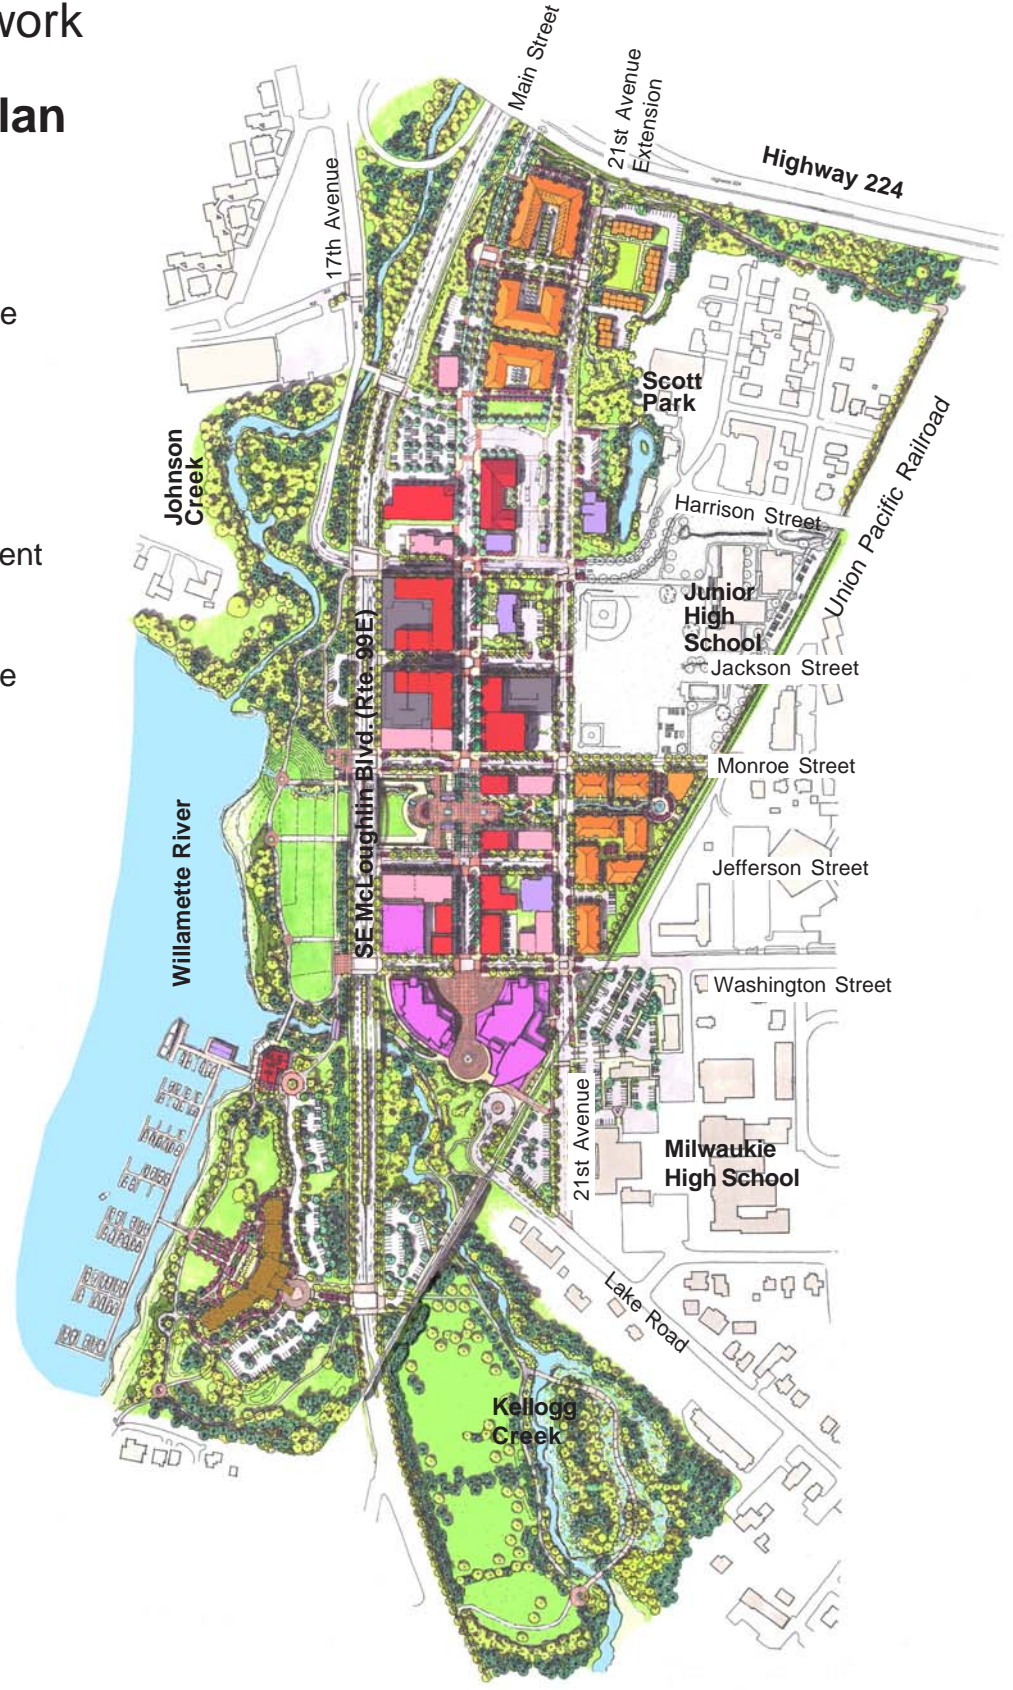 work
lan
e
ent
e
Main Street
21st Avenue
Extension
Highway 224
17th Avenue
Scott
Park
Johnson
Creek
Union Pacific Railroad
Harrison Street
Junior
High
School
Jackson Street
SE McLoughlin Blvd. (Rte. 99E)
Monroe Street
Willamette River
Jefferson Street
Washington Street
21st Avenue
Milwaukie
High School
Lake Road
Kellogg
Creek